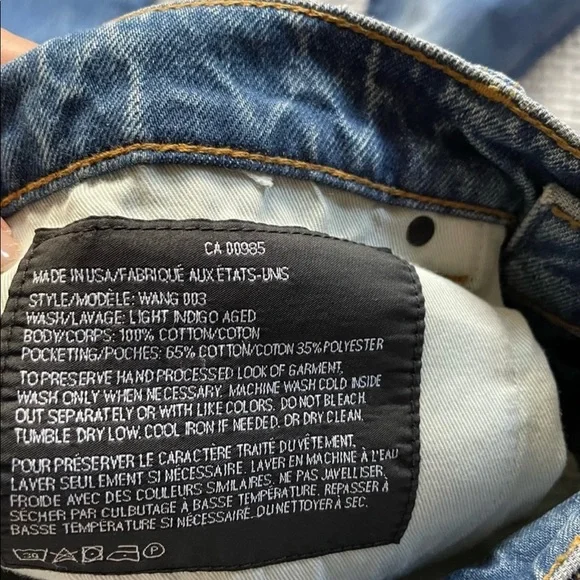 CA 00985
MADE IN USA/FABRIQUÉ AUX ÉTATS-UNIS
STYLE/MODÈLE: WANG 003
WASH/LAVAGE: LIGHT INDIGO AGED
BODY/CORPS: 100% COTTON/COTON
POCKETING/POCHES: 65% COTTON/COTON 35% POLYESTER
TO PRESERVE HAND PROCESSED LOOK OF GARMENT,
WASH ONLY WHEN NECESSARY. MACHINE WASH COLD INSIDE
OUT SEPARATELY OR WITH LIKE COLORS. DO NOT BLEACH.
TUMBLE DRY LOW. COOL IRON IF NEEDED. OR DRY CLEAN.
POUR PRÉSERVER LE CARACTÈRE TRAITÉ DU VÊTEMENT,
LAVER SEULEMENT SI NÉCESSAIRE. LAVER EN MACHINE À L'EAU
FROIDE AVEC DES COULEURS SIMILAIRES. NE PAS JAVELLISER.
SÉCHER PAR CULBUTAGE À BASSE TEMPÉRATURE. REPASSER À
BASSE TEMPÉRATURE SI NÉCESSAIRE. OU NETTOYER À SEC.
30 P